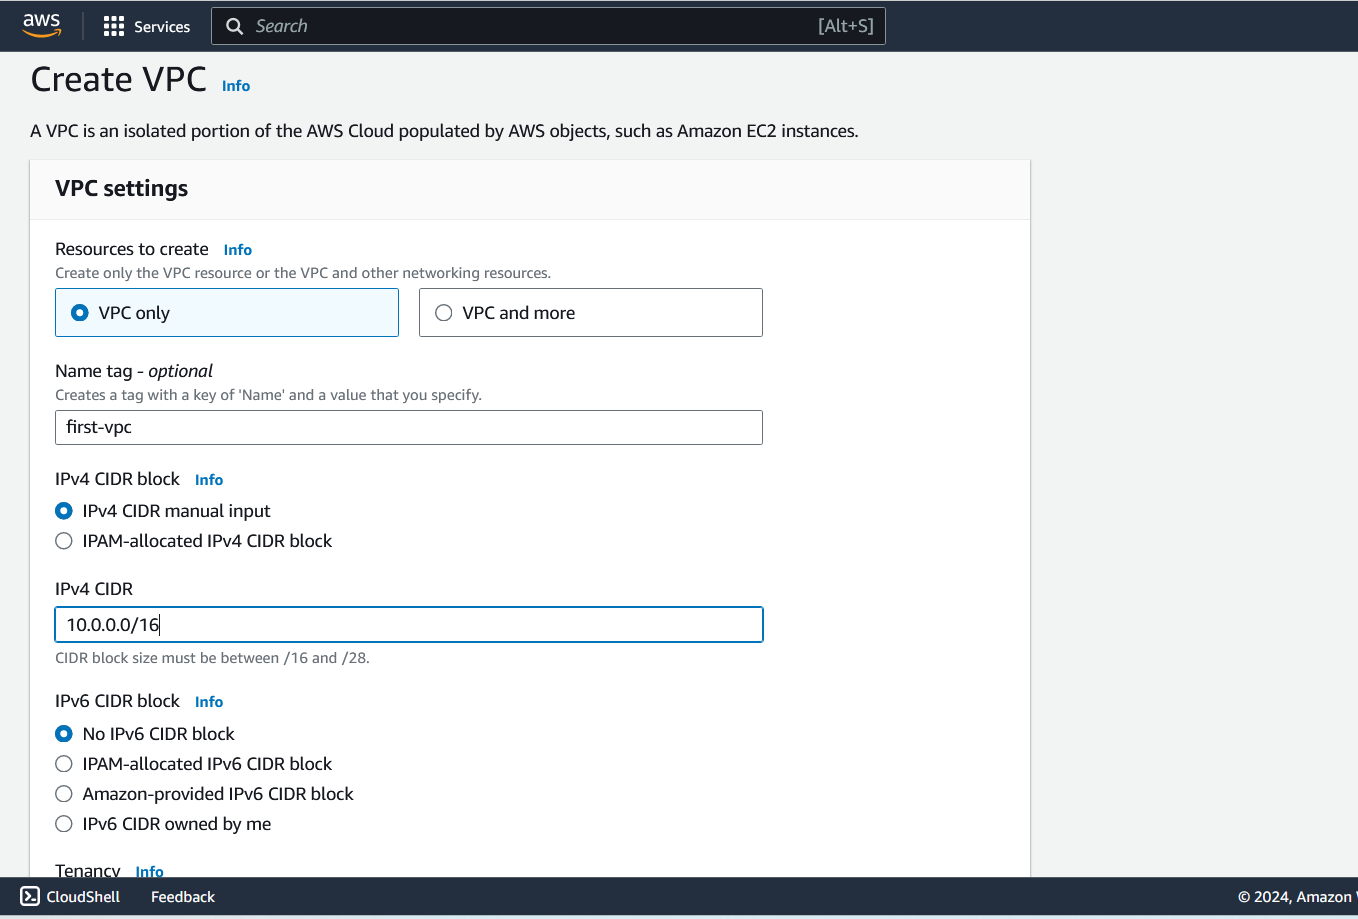 aws
Services
Search [Alt+S]
Create VPC Info
A VPC is an isolated portion of the AWS Cloud populated by AWS objects, such as Amazon EC2 instances.
VPC settings
Resources to create Info
Create only the VPC resource or the VPC and other networking resources.
VPC only VPC and more
Name tag - optional
Creates a tag with a key of 'Name' and a value that you specify.
first-vpc
IPv4 CIDR block Info
IPv4 CIDR manual input
IPAM-allocated IPv4 CIDR block
IPv4 CIDR
10.0.0.0/16
CIDR block size must be between /16 and /28.
IPv6 CIDR block Info
No IPv6 CIDR block
IPAM-allocated IPv6 CIDR block
Amazon-provided IPv6 CIDR block
IPv6 CIDR owned by me
Tenancy Info
CloudShell Feedback © 2024, Amazon